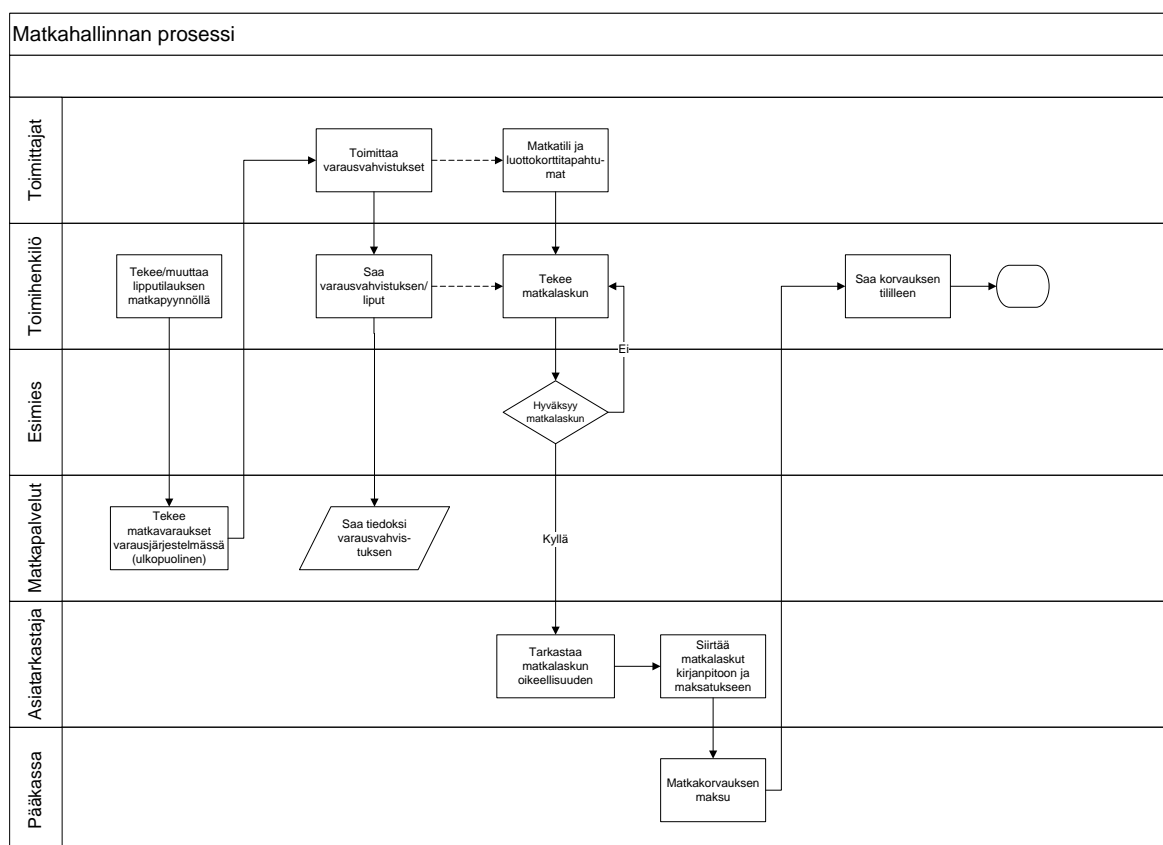 Matkahallinnan prosessi
Toimittajat
Toimittaa
varausvahvistukset
Matkatili ja
luottokorttitapahtu-
mat
Toimihenkilö
Tekee/muuttaa
lipputilauksen
matkapyynnöllä
Saa
varausvahvistuksen/
liput
Tekee
matkalaskun
Saa korvauksen
tililleen
Ei
Esimies
Hyväksyy
matkalaskun
Matkapalvelut
Tekee
matkavaraukset
varausjärjestelmässä
(ulkopuolinen)
Saa tiedoksi
varausvahvis-
tuksen
Kyllä
Asiatarkastaja
Tarkastaa
matkalaskun
oikeellisuuden
Siirtää
matkalaskut
kirjanpitoon ja
maksatukseen
Pääkassa
Matkakorvauksen
maksu